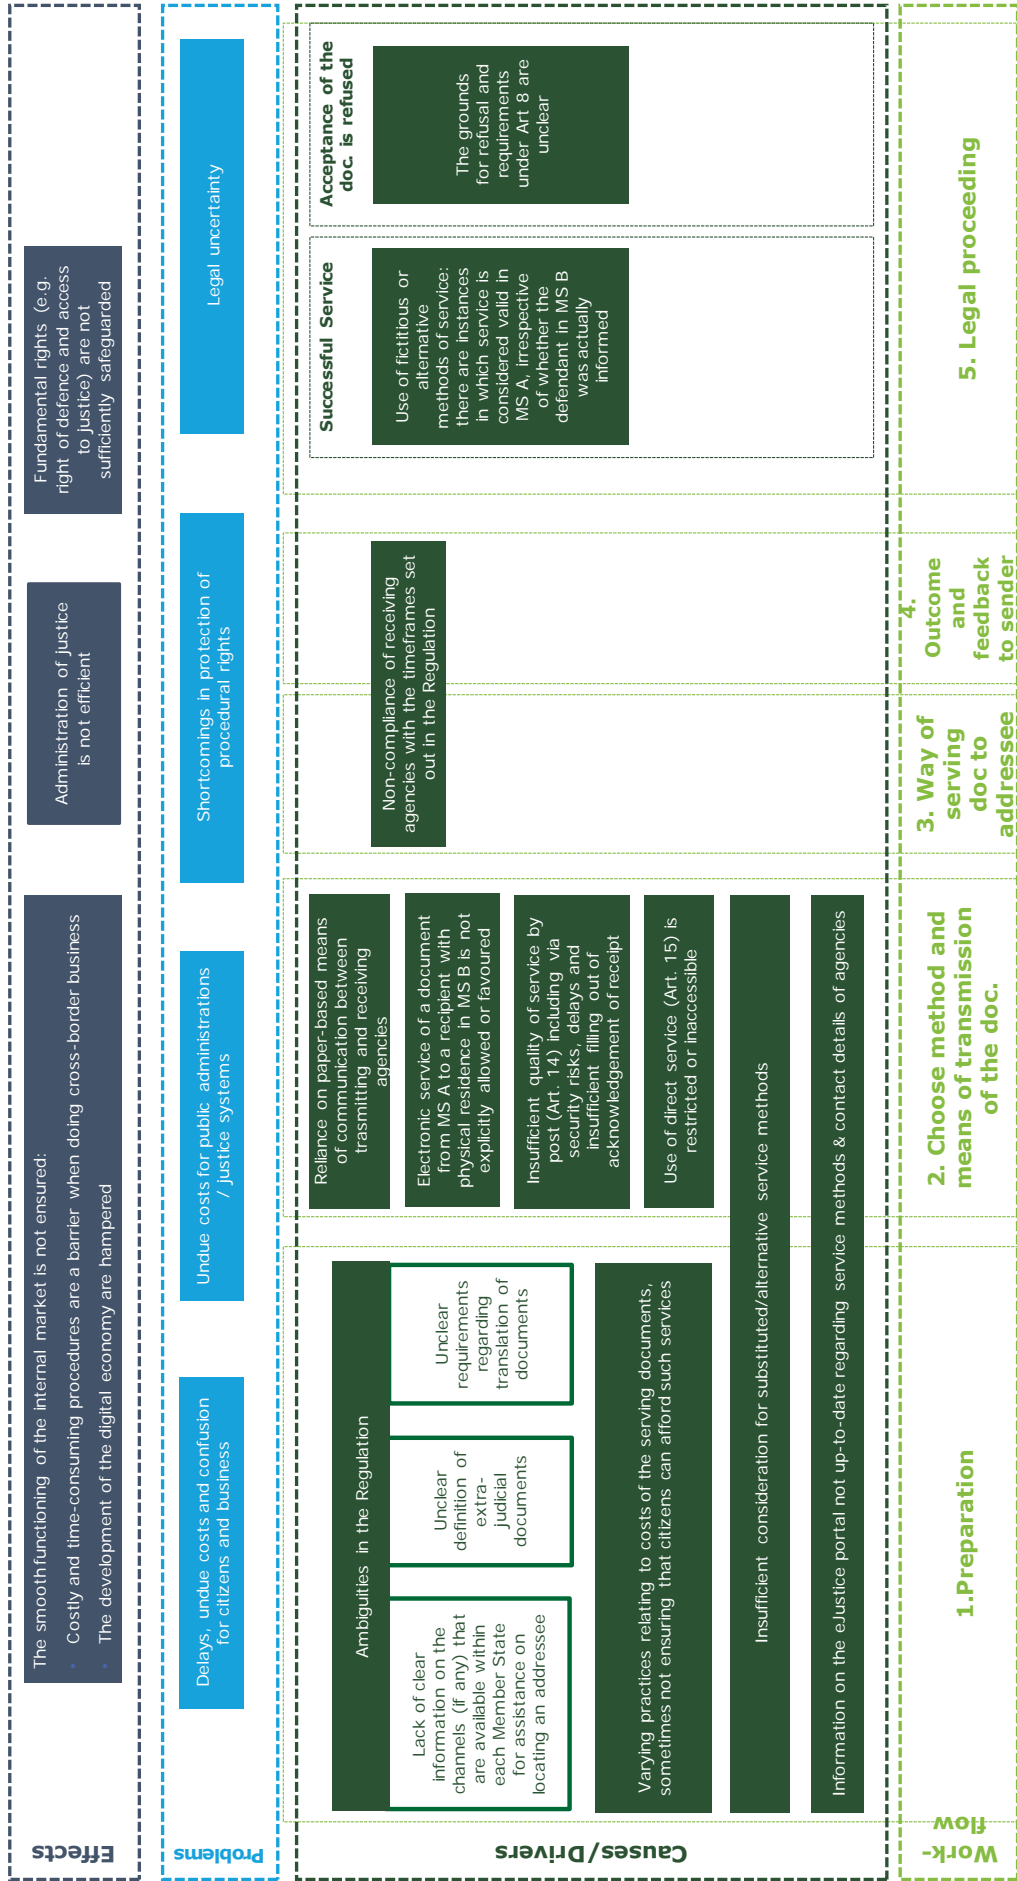 Effects
The smooth functioning of the internal market is not ensured:
• Costly and time-consuming procedures are a barrier when doing cross-border business
• The development of the digital economy are hampered
Administration of justice
is not efficient
Fundamental rights (e.g.
right of defence and access
to justice) are not
sufficiently safeguarded
Problems
Delays, undue costs and confusion
for citizens and business
Undue costs for public administrations
/ justice systems
Shortcomings in protection of
procedural rights
Legal uncertainty
Causes/Drivers
Ambiguities in the Regulation
Lack of clear
information on the
channels (if any) that
are available within
each Member State
for assistance on
locating an addressee
Unclear
definition of
extra-
judicial
documents
Unclear
requirements
regarding
translation of
documents
Varying practices relating to costs of the serving documents,
sometimes not ensuring that citizens can afford such services
Insufficient consideration for substituted/alternative service methods
Information on the eJustice portal not up-to-date regarding service methods & contact details of agencies
Reliance on paper-based means
of communication between
trasmitting and receiving
agencies
Electronic service of a document
from MS A to a recipient with
physical residence in MS B is not
explicitly allowed or favoured
Insufficient quality of service by
post (Art. 14) including via
security risks, delays and
insufficient filling out of
acknowledgement of receipt
Use of direct service (Art. 15) is
restricted or inaccessible
Non-compliance of receiving
agencies with the timeframes set
out in the Regulation
Successful Service
Use of fictitious or
alternative
methods of service:
there are instances
in which service is
considered valid in
MS A, irrespective
of whether the
defendant in MS B
was actually
informed
Acceptance of the
doc. is refused
The grounds
for refusal and
requirements
under Art 8 are
unclear
Work-
flow
1.Preparation
2. Choose method and
means of transmission
of the doc.
3. Way of
serving
doc to
addressee
4.
Outcome
and
feedback
to sender
5. Legal proceeding